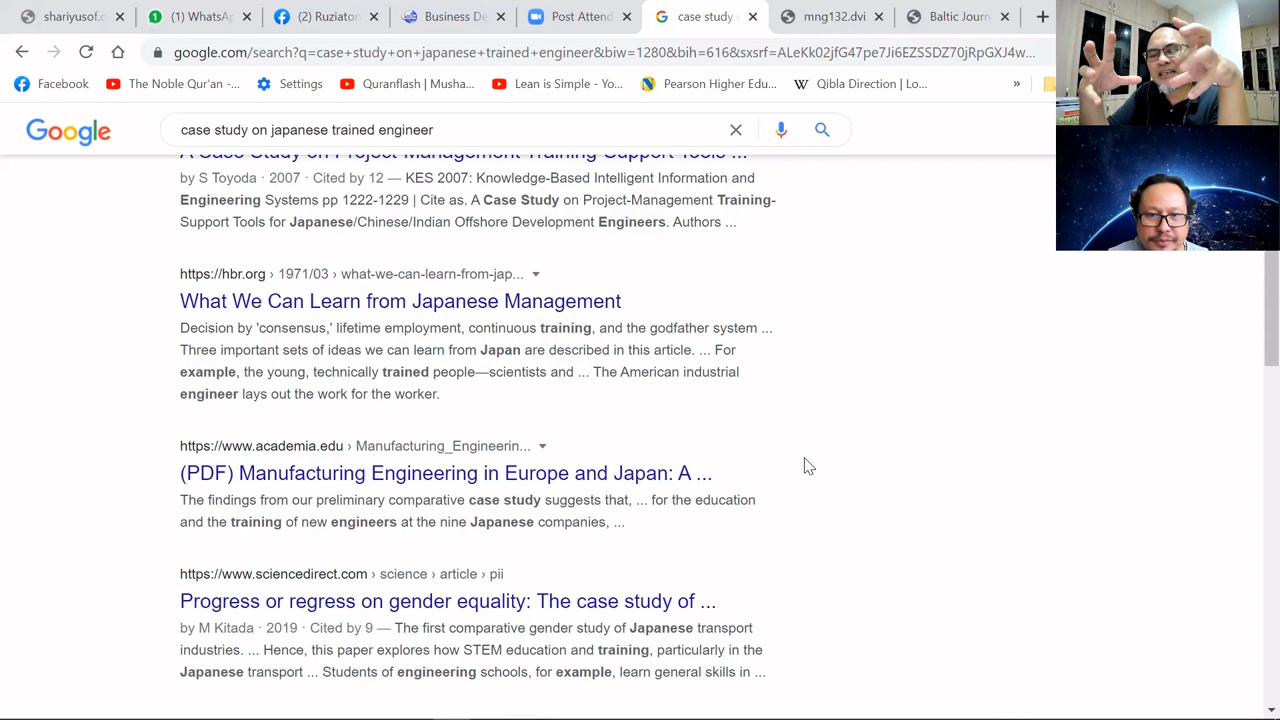 shariyusof.c
(1) WhatsA
(2) Ruziaton
Business De
Post Attend
case study
mng132.dvi
Baltic Journ
google.com/search?q=case+study+on+japanese+trained+engineer&biw=1280&bih=616&sxsrf=ALeKk02jfG47pe7Ji6EZSSDZ70jRpGXJ4w...
Facebook
The Noble Qur'an -...
Settings
Quranflash | Musha...
Lean is Simple - Yo...
Pearson Higher Edu...
Qibla Direction | Lo...
»
Google
case study on japanese trained engineer
A Case Study on Project-Management Training-Support Tools ...
by S Toyoda · 2007 · Cited by 12 — KES 2007: Knowledge-Based Intelligent Information and
Engineering Systems pp 1222-1229 | Cite as. A Case Study on Project-Management Training-
Support Tools for Japanese/Chinese/Indian Offshore Development Engineers. Authors ...
https://hbr.org › 1971/03 › what-we-can-learn-from-jap...
What We Can Learn from Japanese Management
Decision by 'consensus,' lifetime employment, continuous training, and the godfather system ...
Three important sets of ideas we can learn from Japan are described in this article. ... For
example, the young, technically trained people—scientists and ... The American industrial
engineer lays out the work for the worker.
https://www.academia.edu › Manufacturing_Engineerin...
(PDF) Manufacturing Engineering in Europe and Japan: A ...
The findings from our preliminary comparative case study suggests that, ... for the education
and the training of new engineers at the nine Japanese companies, ...
https://www.sciencedirect.com › science › article › pii
Progress or regress on gender equality: The case study of ...
by M Kitada · 2019 · Cited by 9 — The first comparative gender study of Japanese transport
industries. ... Hence, this paper explores how STEM education and training, particularly in the
Japanese transport ... Students of engineering schools, for example, learn general skills in ...